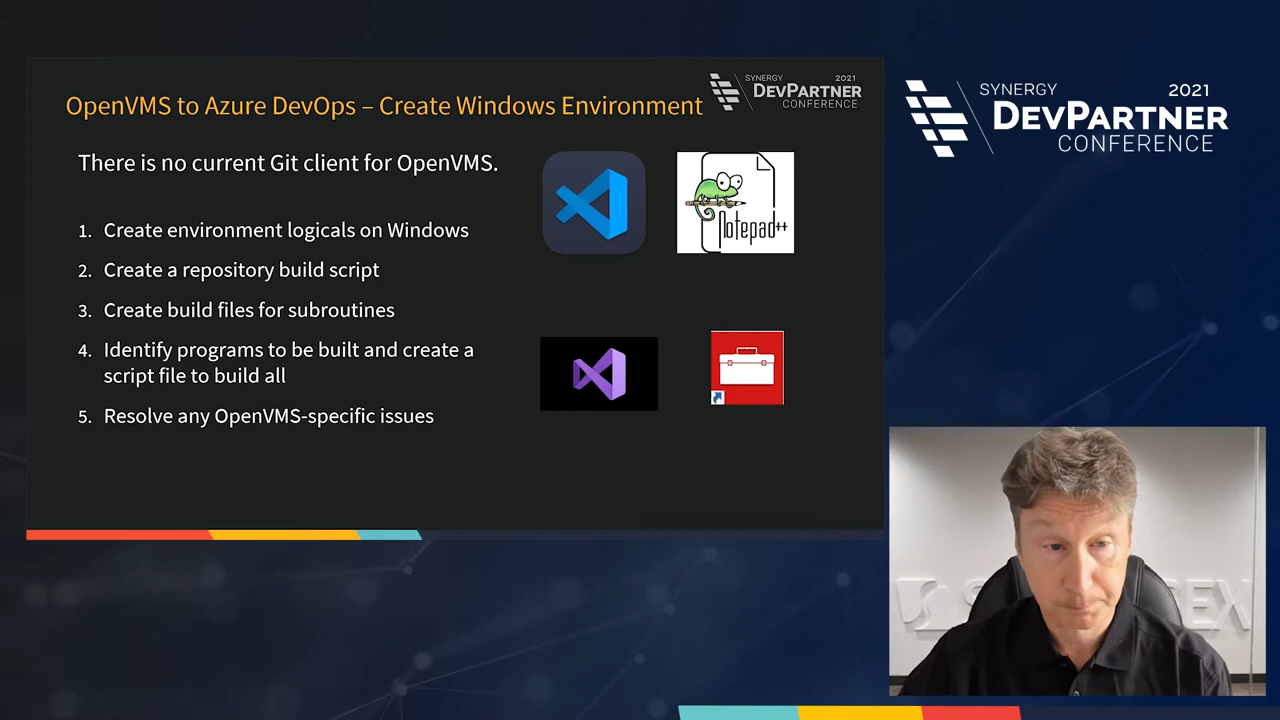 OpenVMS to Azure DevOps – Create Windows Environment
SYNERGY 2021
DEVPARTNER
CONFERENCE
There is no current Git client for OpenVMS.
1. Create environment logicals on Windows
2. Create a repository build script
3. Create build files for subroutines
4. Identify programs to be built and create a
script file to build all
5. Resolve any OpenVMS-specific issues
Notepad++
SYNERGY 2021
DEVPARTNER
CONFERENCE